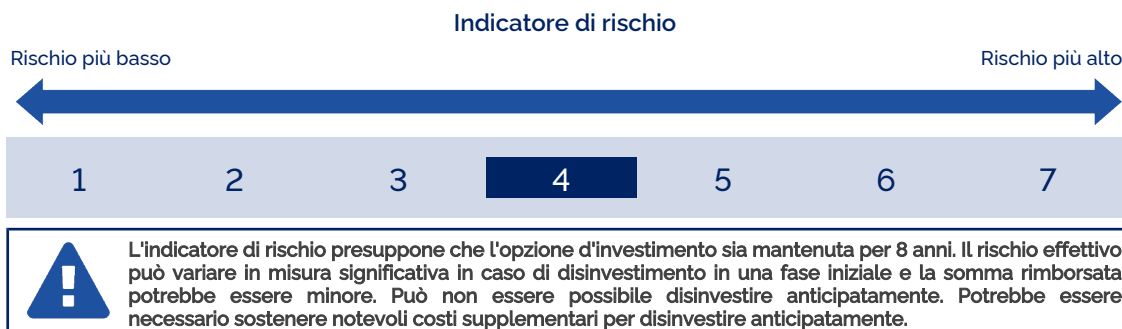 Indicatore di rischio
Rischio più basso Rischio più alto
1 2 3 4 5 6 7
L'indicatore di rischio presuppone che l'opzione d'investimento sia mantenuta per 8 anni. Il rischio effettivo
può variare in misura significativa in caso di disinvestimento in una fase iniziale e la somma rimborsata
potrebbe essere minore. Può non essere possibile disinvestire anticipatamente. Potrebbe essere
necessario sostenere notevoli costi supplementari per disinvestire anticipatamente.